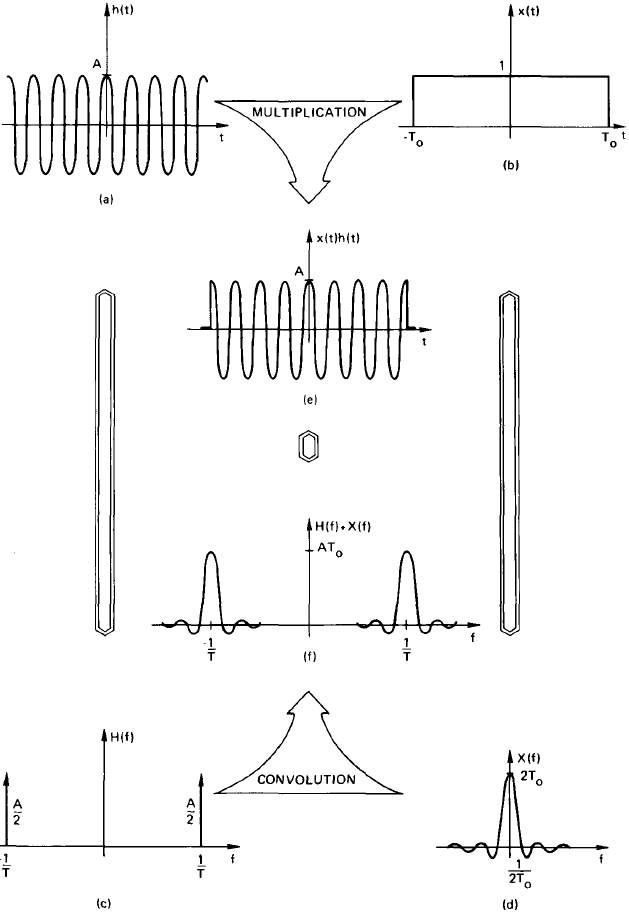 h(t)
A
t
(a)
MULTIPLICATION
x(t)
1
-T₀
T₀ t
(b)
x(t)h(t)
A
t
(e)
H(f) * X(f)
AT₀
-1/T
1/T
f
(f)
H(f)
A/2
A/2
-1/T
1/T
f
(c)
CONVOLUTION
X(f)
2T₀
1/2T₀
f
(d)